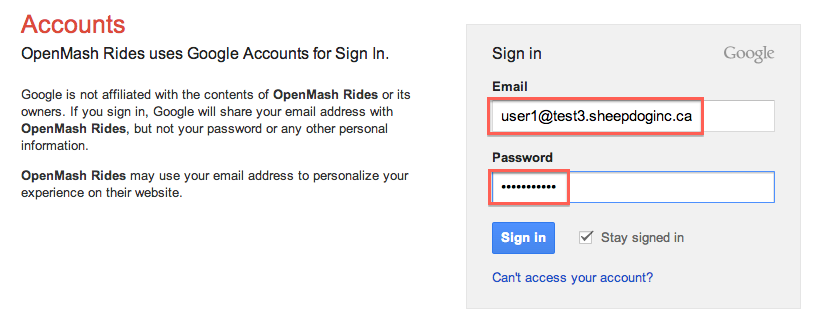 Accounts
OpenMash Rides uses Google Accounts for Sign In.
Google is not affiliated with the contents of OpenMash Rides or its
owners. If you sign in, Google will share your email address with
OpenMash Rides, but not your password or any other personal
information.
OpenMash Rides may use your email address to personalize your
experience on their website.
Sign in
Google
Email
user1@test3.sheepdoginc.ca
Password
•••••••••••
Sign in
Stay signed in
Can't access your account?